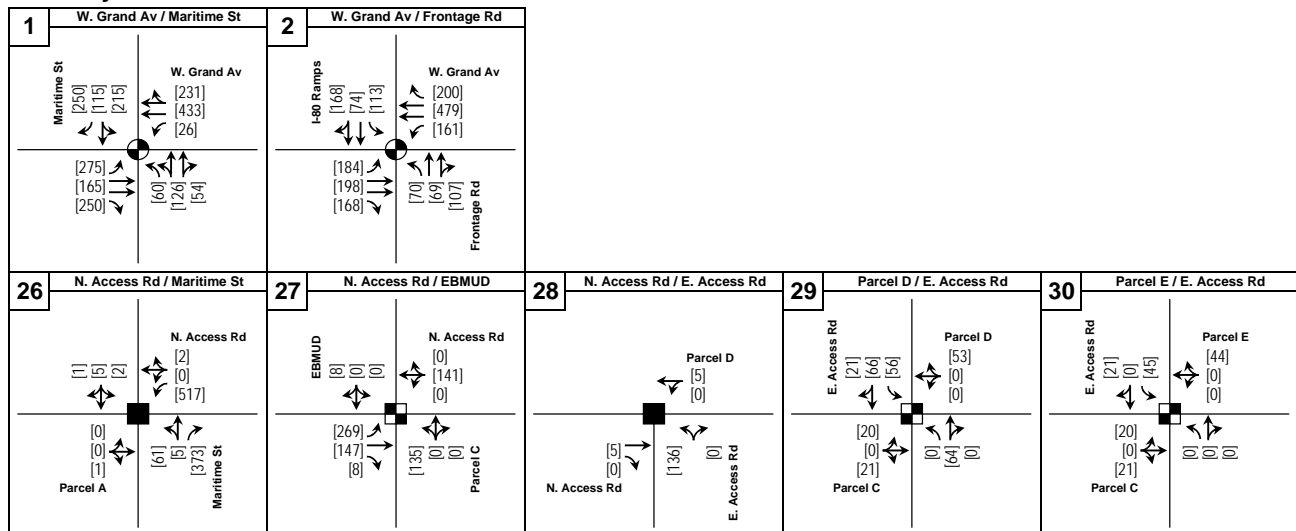 1 W. Grand Av / Maritime St
Maritime St
[250] [115] [215]
W. Grand Av
[231]
[433]
[26]
[275]
[165]
[250]
[60] [126] [54]
2 W. Grand Av / Frontage Rd
I-80 Ramps
[168] [74] [113]
W. Grand Av
[200]
[479]
[161]
[184]
[198]
[168]
[70] [69] [107]
Frontage Rd
26 N. Access Rd / Maritime St
[1] [5] [2]
N. Access Rd
[2]
[0]
[517]
[0]
[0]
[1]
Parcel A
[61] [5] [373]
Maritime St
27 N. Access Rd / EBMUD
EBMUD
[8] [0] [0]
N. Access Rd
[0]
[141]
[0]
[269]
[147]
[8]
[135] [0] [0]
Parcel C
28 N. Access Rd / E. Access Rd
Parcel D
[5]
[0]
[5]
[0]
N. Access Rd
[136] [0]
E. Access Rd
29 Parcel D / E. Access Rd
E. Access Rd
[21] [66] [56]
Parcel D
[53]
[0]
[0]
[20]
[0]
[21]
Parcel C
[0] [64] [0]
30 Parcel E / E. Access Rd
E. Access Rd
[21] [0] [45]
Parcel E
[44]
[0]
[0]
[20]
[0]
[21]
Parcel C
[0] [0] [0]